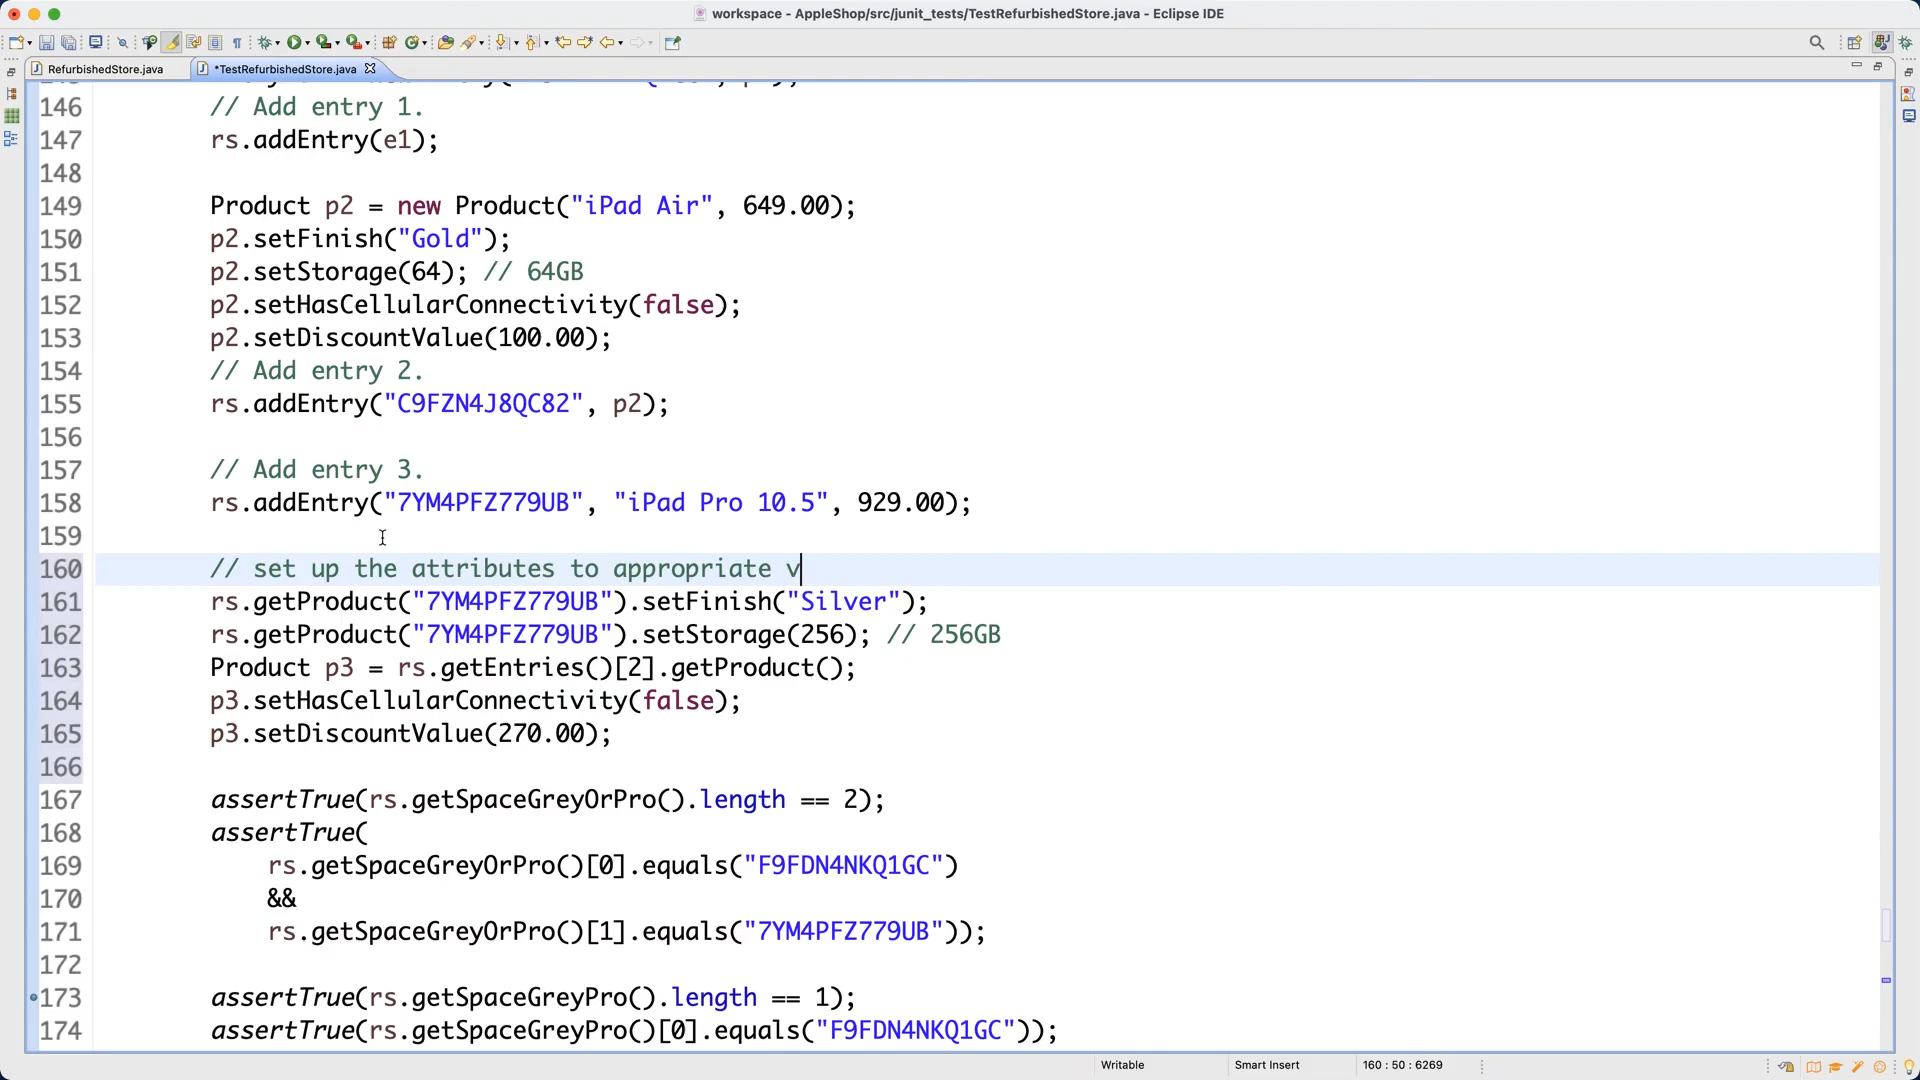 workspace - AppleShop/src/junit_tests/TestRefurbishedStore.java - Eclipse IDE
RefurbishedStore.java
*TestRefurbishedStore.java
146 // Add entry 1.
147 rs.addEntry(e1);
148
149 Product p2 = new Product("iPad Air", 649.00);
150 p2.setFinish("Gold");
151 p2.setStorage(64); // 64GB
152 p2.setHasCellularConnectivity(false);
153 p2.setDiscountValue(100.00);
154 // Add entry 2.
155 rs.addEntry("C9FZN4J8QC82", p2);
156
157 // Add entry 3.
158 rs.addEntry("7YM4PFZ779UB", "iPad Pro 10.5", 929.00);
159
160 // set up the attributes to appropriate v
161 rs.getProduct("7YM4PFZ779UB").setFinish("Silver");
162 rs.getProduct("7YM4PFZ779UB").setStorage(256); // 256GB
163 Product p3 = rs.getEntries()[2].getProduct();
164 p3.setHasCellularConnectivity(false);
165 p3.setDiscountValue(270.00);
166
167 assertTrue(rs.getSpaceGreyOrPro().length == 2);
168 assertTrue(
169 rs.getSpaceGreyOrPro()[0].equals("F9FDN4NKQ1GC")
170 &&
171 rs.getSpaceGreyOrPro()[1].equals("7YM4PFZ779UB"));
172
173 assertTrue(rs.getSpaceGreyPro().length == 1);
174 assertTrue(rs.getSpaceGreyPro()[0].equals("F9FDN4NKQ1GC"));
Writable
Smart Insert
160 : 50 : 6269